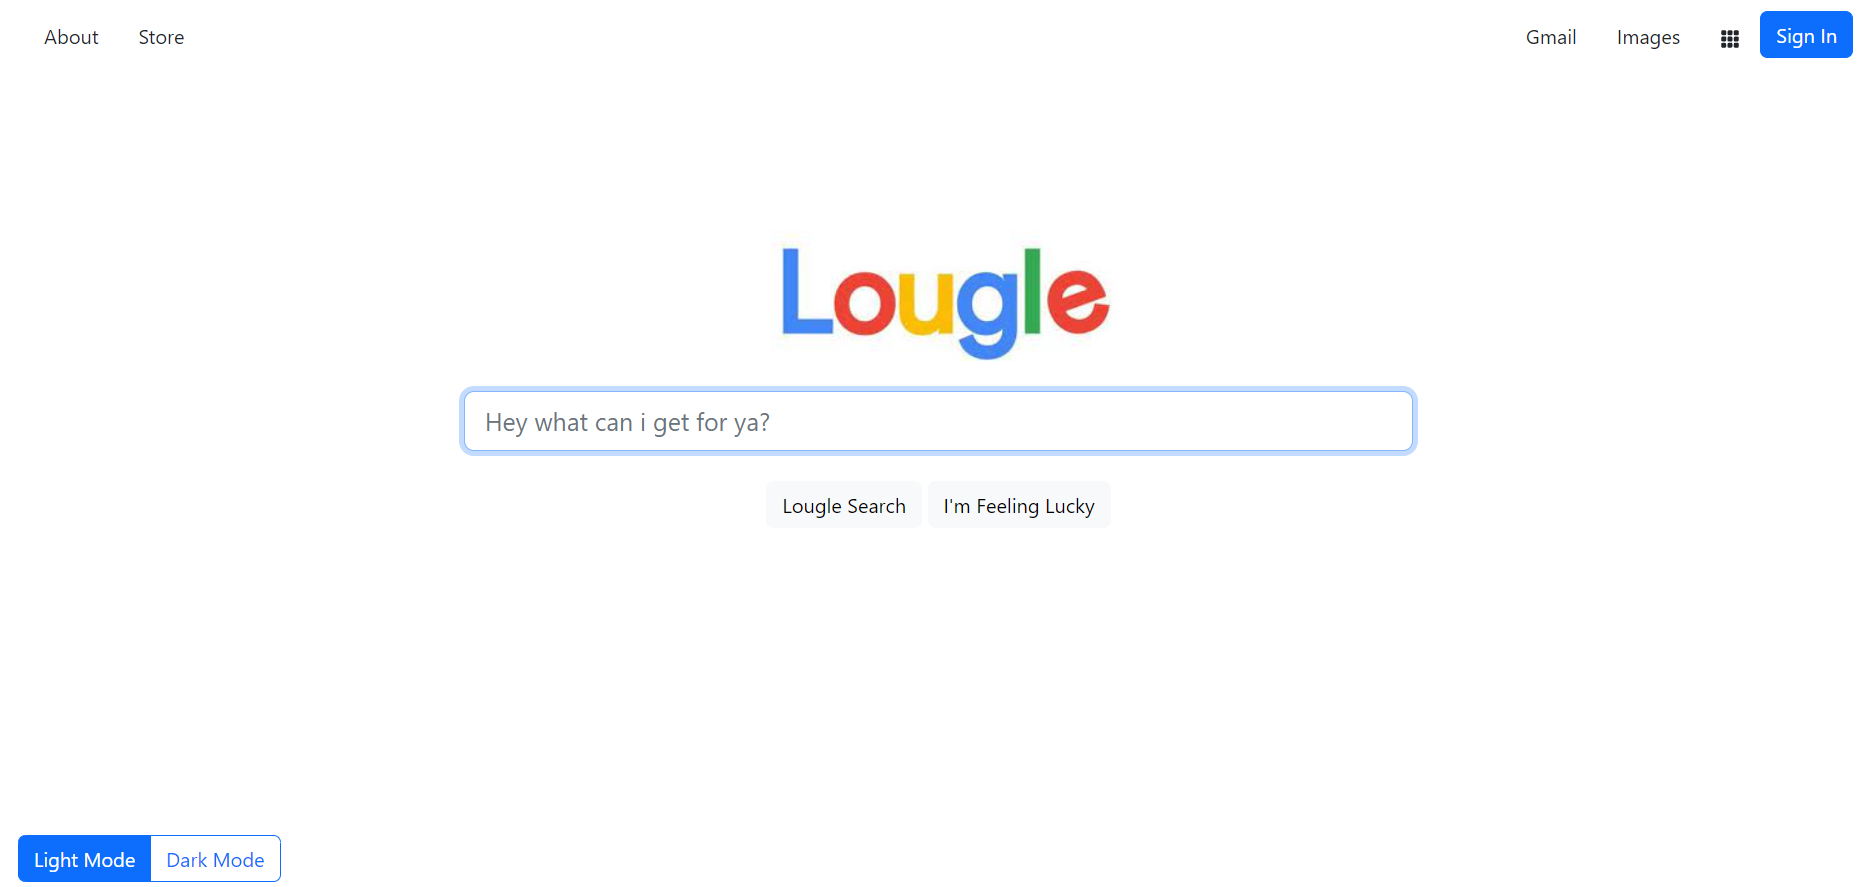 About Store Gmail Images Sign In
Lougle
Hey what can i get for ya?
Lougle Search I'm Feeling Lucky
Light Mode Dark Mode